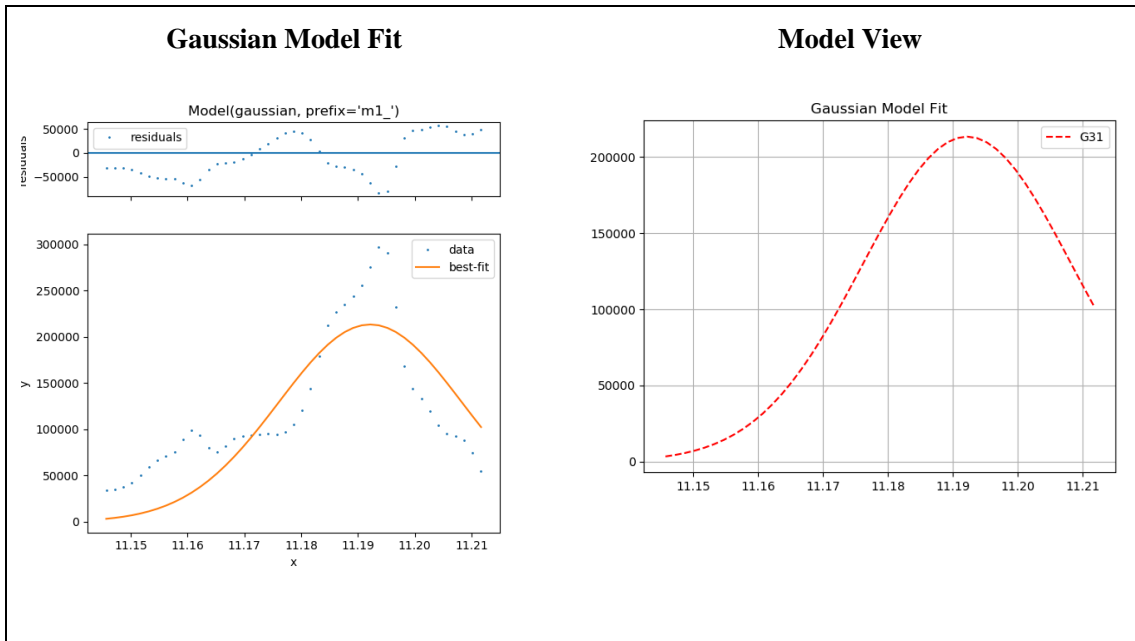 Gaussian Model Fit
Model(gaussian, prefix='m1_')
residuals
50000
0
−50000
residuals
300000
250000
200000
150000
100000
50000
0
y
data
best-fit
11.15 11.16 11.17 11.18 11.19 11.20 11.21
x
Model View
Gaussian Model Fit
200000
150000
100000
50000
0
G31
11.15 11.16 11.17 11.18 11.19 11.20 11.21